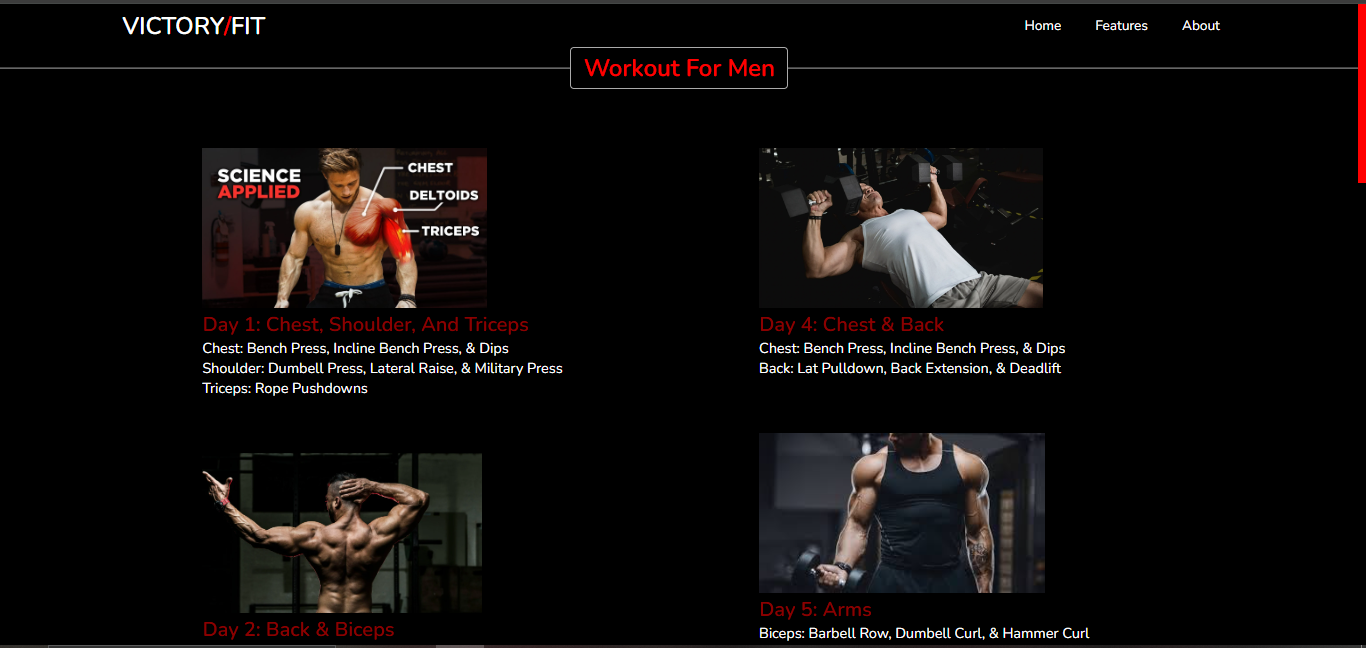 VICTORY/FIT
Home Features About
Workout For Men
SCIENCE
APPLIED
CHEST
DELTOIDS
TRICEPS
Day 1: Chest, Shoulder, And Triceps
Chest: Bench Press, Incline Bench Press, & Dips
Shoulder: Dumbell Press, Lateral Raise, & Military Press
Triceps: Rope Pushdowns
Day 4: Chest & Back
Chest: Bench Press, Incline Bench Press, & Dips
Back: Lat Pulldown, Back Extension, & Deadlift
Day 2: Back & Biceps
Day 5: Arms
Biceps: Barbell Row, Dumbell Curl, & Hammer Curl